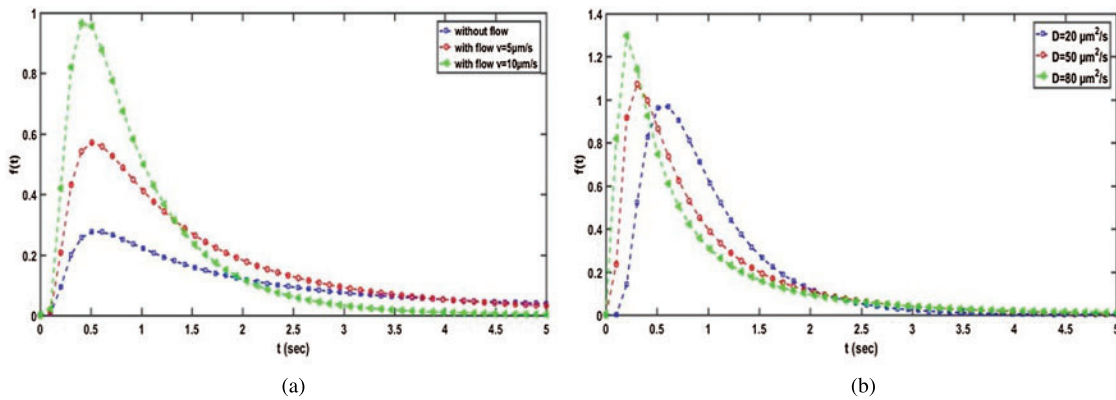 1
0.8
0.6
0.4
0.2
0
f(t)
without flow
with flow v=5μm/s
with flow v=10μm/s
0 0.5 1 1.5 2 2.5 3 3.5 4 4.5 5
t (sec)
(a)
1.4
1.2
1
0.8
0.6
0.4
0.2
0
f(t)
D=20 μm²/s
D=50 μm²/s
D=80 μm²/s
0 0.5 1 1.5 2 2.5 3 3.5 4 4.5 5
t (sec)
(b)